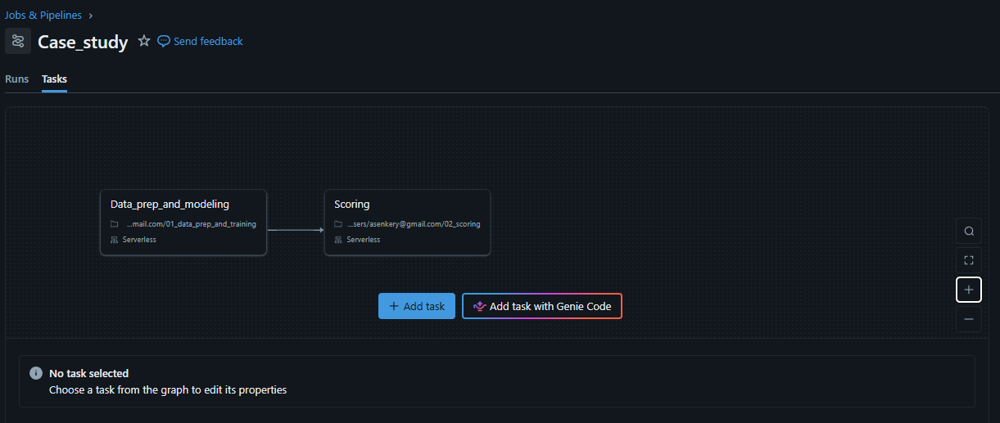 Jobs & Pipelines ›
Case_study Send feedback
Runs Tasks
Data_prep_and_modeling
...mail.com/01_data_prep_and_training
Serverless
Scoring
...sers/asenkery@gmail.com/02_scoring
Serverless
+ Add task Add task with Genie Code
No task selected
Choose a task from the graph to edit its properties